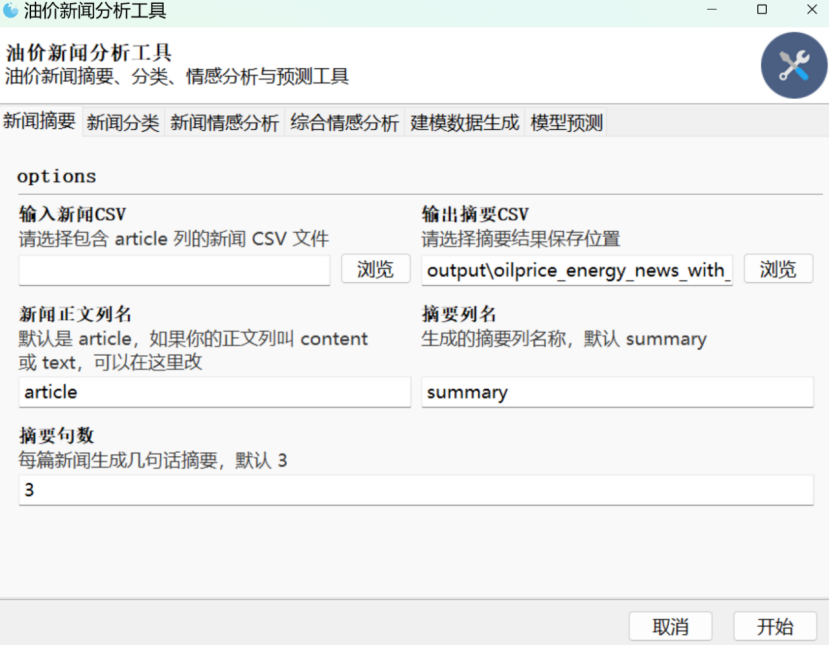 油价新闻分析工具
油价新闻分析工具
油价新闻摘要、分类、情感分析与预测工具
新闻摘要 新闻分类 新闻情感分析 综合情感分析 建模数据生成 模型预测
options
输入新闻CSV
请选择包含 article 列的新闻 CSV 文件
浏览
输出摘要CSV
请选择摘要结果保存位置
output\oilprice_energy_news_with_ 浏览
新闻正文列名
默认是 article，如果你的正文列叫 content
或 text，可以在这里改
article
摘要列名
生成的摘要列名称，默认 summary
summary
摘要句数
每篇新闻生成几句话摘要，默认 3
3
取消 开始